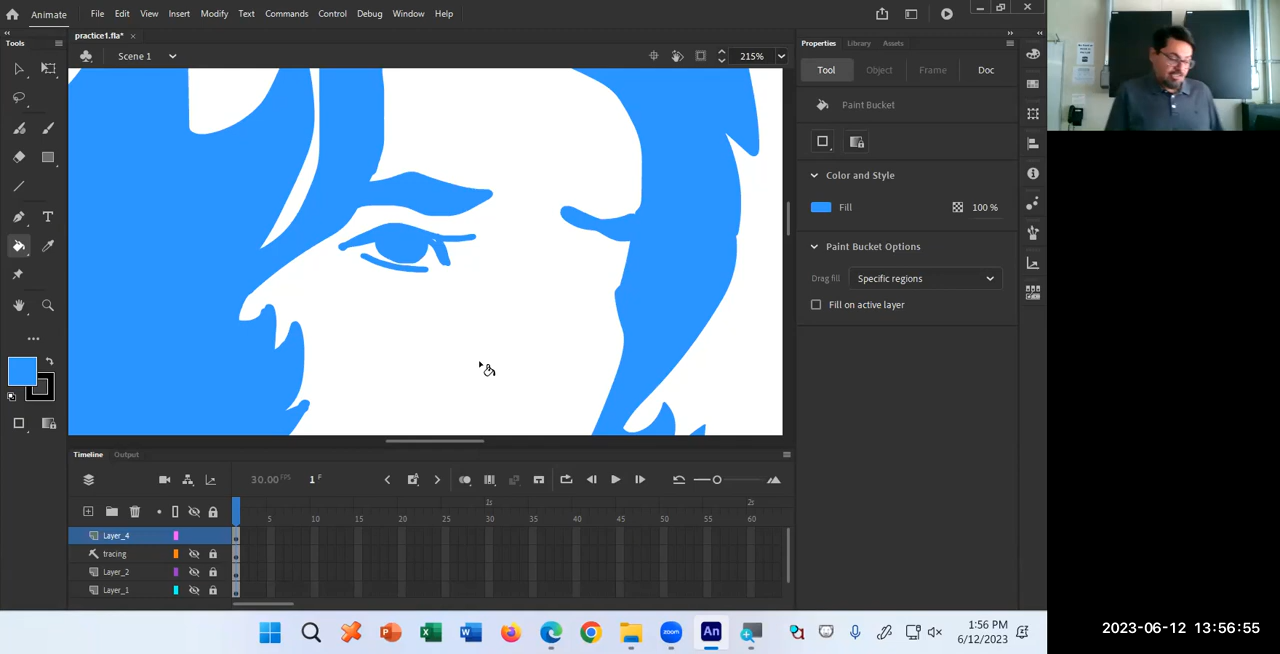 Animate File Edit View Insert Modify Text Commands Control Debug Window Help
practice1.fla* ×
Tools
Scene 1 215%
Properties Library Assets
Tool Object Frame Doc
Paint Bucket
Color and Style
Fill 100 %
Paint Bucket Options
Drag fill Specific regions
Fill on active layer
T
Timeline Output
30.00 FPS 1 F
1s 2s
5 10 15 20 25 30 35 40 45 50 55 60
Layer_4
tracing
Layer_2
Layer_1
zoom An
1:56 PM
6/12/2023
2023-06-12 13:56:55